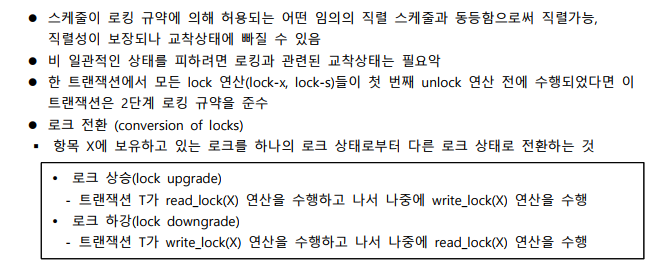 ● 스케줄이 로킹 규약에 의해 허용되는 어떤 임의의 직렬 스케줄과 동등함으로써 직렬가능,
직렬성이 보장되나 교착상태에 빠질 수 있음
● 비 일관적인 상태를 피하려면 로킹과 관련된 교착상태는 필요악
● 한 트랜잭션에서 모든 lock 연산(lock-x, lock-s)들이 첫 번째 unlock 연산 전에 수행되었다면 이
트랜잭션은 2단계 로킹 규약을 준수
● 로크 전환 (conversion of locks)
▪ 항목 X에 보유하고 있는 로크를 하나의 로크 상태로부터 다른 로크 상태로 전환하는 것
• 로크 상승(lock upgrade)
- 트랜잭션 T가 read_lock(X) 연산을 수행하고 나서 나중에 write_lock(X) 연산을 수행
• 로크 하강(lock downgrade)
- 트랜잭션 T가 write_lock(X) 연산을 수행하고 나서 나중에 read_lock(X) 연산을 수행